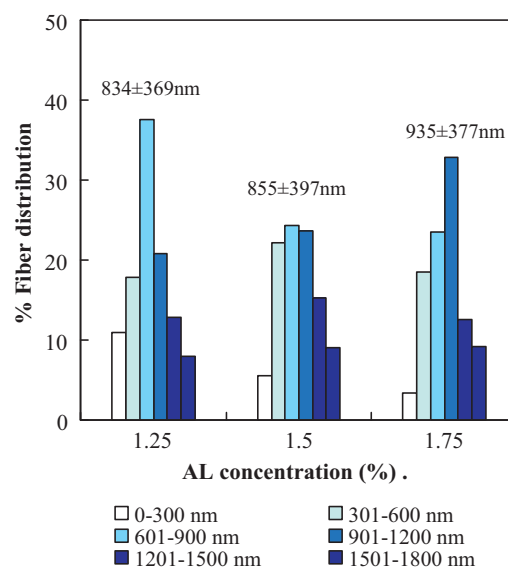 50
40
30
20
10
0
% Fiber distribution
834±369nm
855±397nm
935±377nm
1.25 1.5 1.75
AL concentration (%) .
0-300 nm 301-600 nm
601-900 nm 901-1200 nm
1201-1500 nm 1501-1800 nm